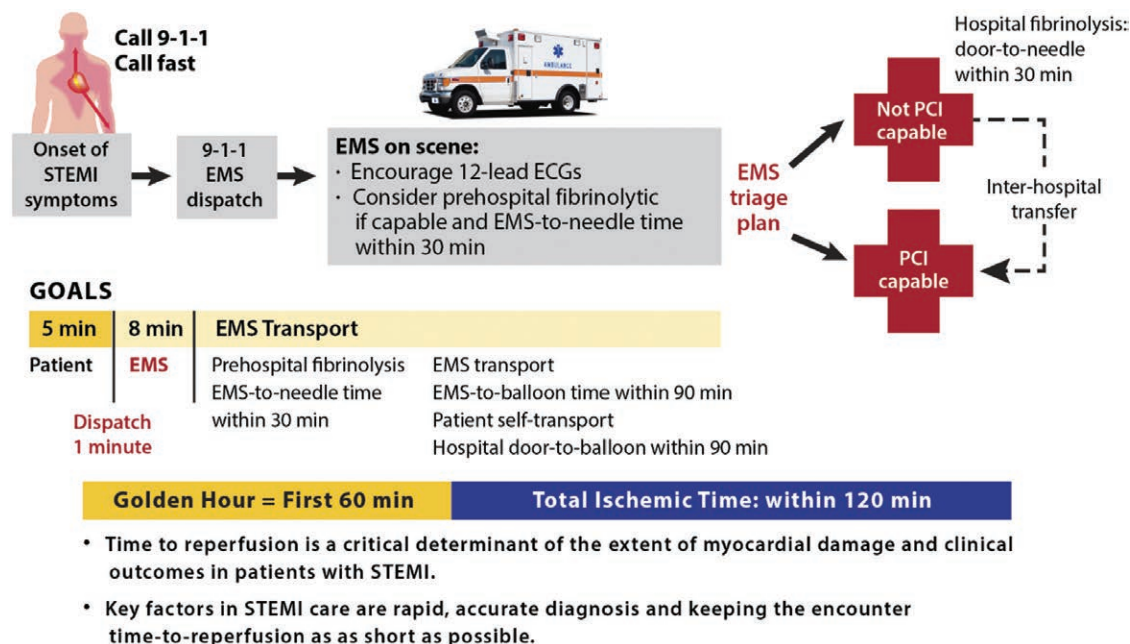 Call 9-1-1
Call fast
AMBULANCE
Onset of
STEMI
symptoms
9-1-1
EMS
dispatch
EMS on scene:
· Encourage 12-lead ECGs
· Consider prehospital fibrinolytic
if capable and EMS-to-needle time
within 30 min
EMS
triage
plan
Hospital fibrinolysis::
door-to-needle
within 30 min
Not PCI
capable
Inter-hospital
transfer
PCI
capable
GOALS
5 min
8 min
EMS Transport
Patient
EMS
Dispatch
1 minute
Prehospital fibrinolysis
EMS-to-needle time
within 30 min
EMS transport
EMS-to-balloon time within 90 min
Patient self-transport
Hospital door-to-balloon within 90 min
Golden Hour = First 60 min
Total Ischemic Time: within 120 min
• Time to reperfusion is a critical determinant of the extent of myocardial damage and clinical
outcomes in patients with STEMI.
• Key factors in STEMI care are rapid, accurate diagnosis and keeping the encounter
time-to-reperfusion as as short as possible.